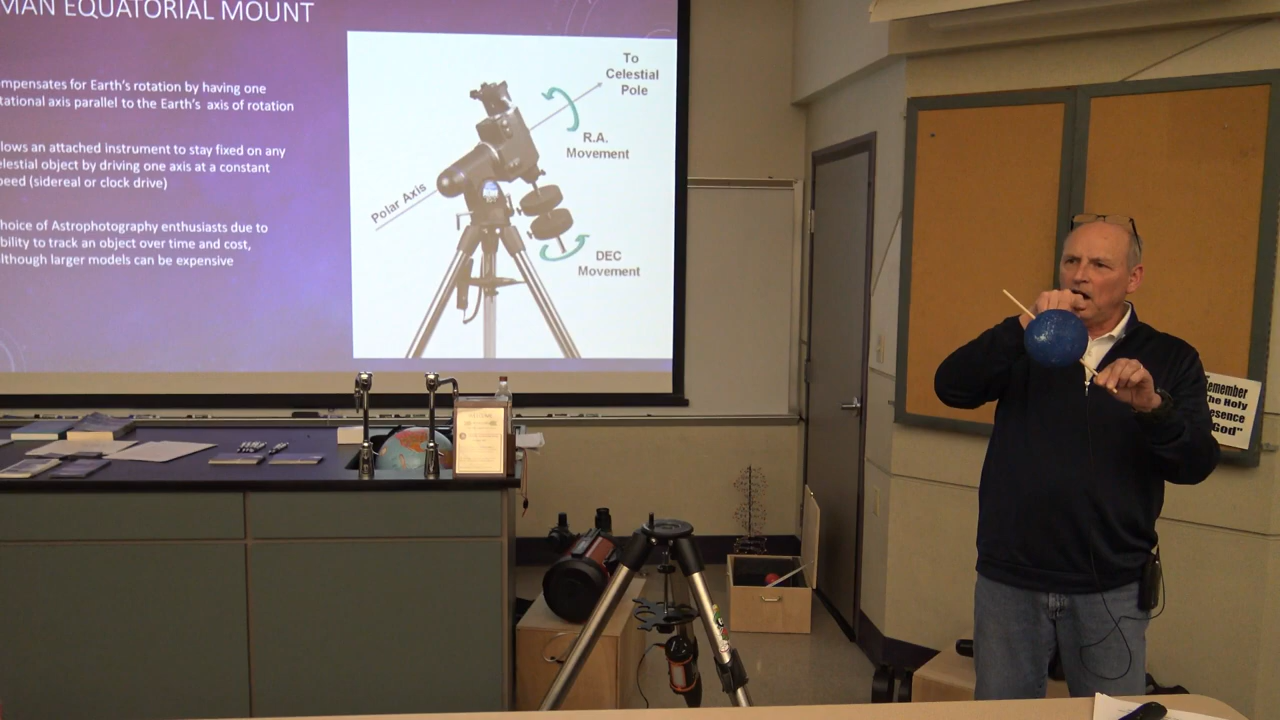 MAN EQUATORIAL MOUNT
mpensates for Earth's rotation by having one
tational axis parallel to the Earth's axis of rotation
lows an attached instrument to stay fixed on any
elestial object by driving one axis at a constant
peed (sidereal or clock drive)
hoice of Astrophotography enthusiasts due to
bility to track an object over time and cost,
lthough larger models can be expensive
To
Celestial
Pole
R.A.
Movement
Polar Axis
DEC
Movement
emember
The Holy
esence
God"